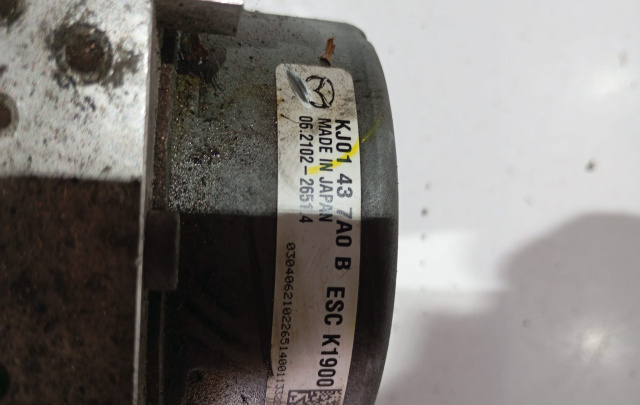 KJ01 43 7A0 B ESC K1900
MADE IN JAPAN
06.2102-26514